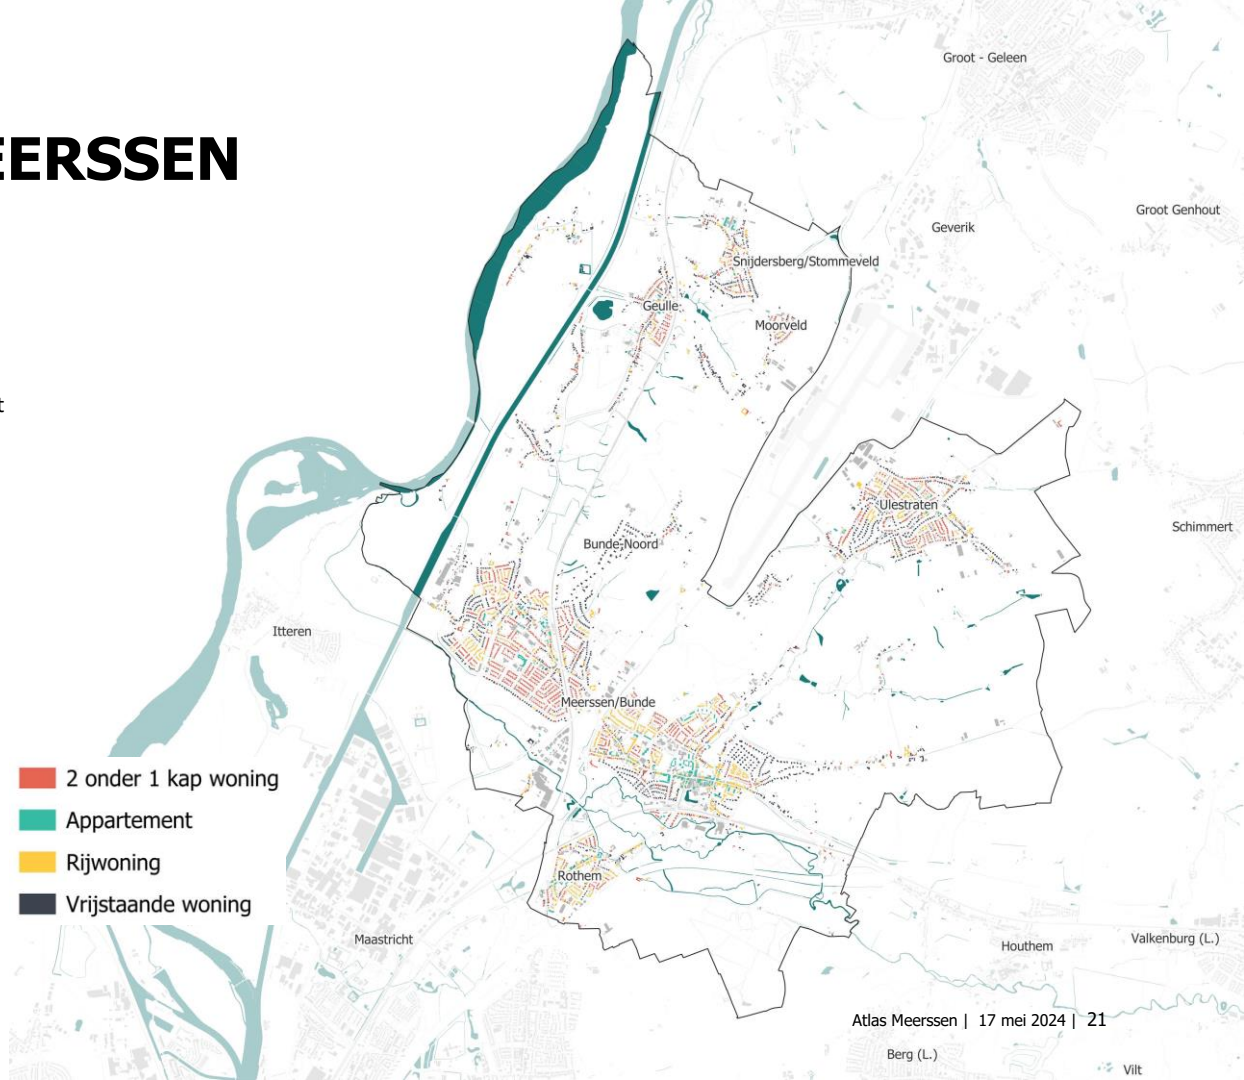 Groot - Geleen
EERSSEN
Groot Genhout
Geverik
Snijdersberg/Stommeveld
Geulle
Moorveld
t
Ulestraten
Schimmert
Bunde-Noord
Itteren
Meerssen/Bunde
2 onder 1 kap woning
Appartement
Rijwoning
Vrijstaande woning
Rothem
Maastricht
Houthem
Valkenburg (L.)
Atlas Meerssen | 17 mei 2024 | 21
Berg (L.)
Vilt